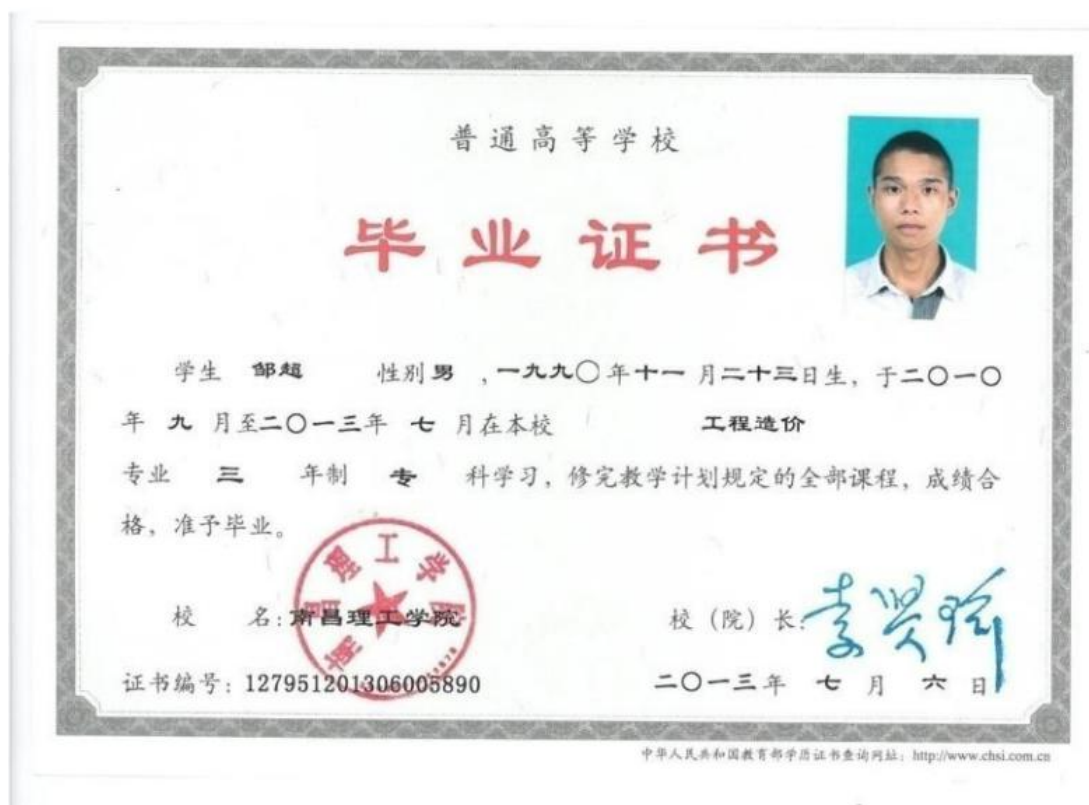 普通高等学校
毕业证书
学生 邹超 性别 男 ,一九九〇年十一月二十三日生，于二〇一〇
年 九 月至二〇一三年 七 月在本校 工程造价
专业 三 年制 专 科学习，修完教学计划规定的全部课程，成绩合
格，准予毕业。
南昌理工学院
校 名:南昌理工学院
校（院）长:
证书编号：127951201306005890
二〇一三年 七 月 六 日
中华人民共和国教育部学历证书查询网址：http://www.chsi.com.cn